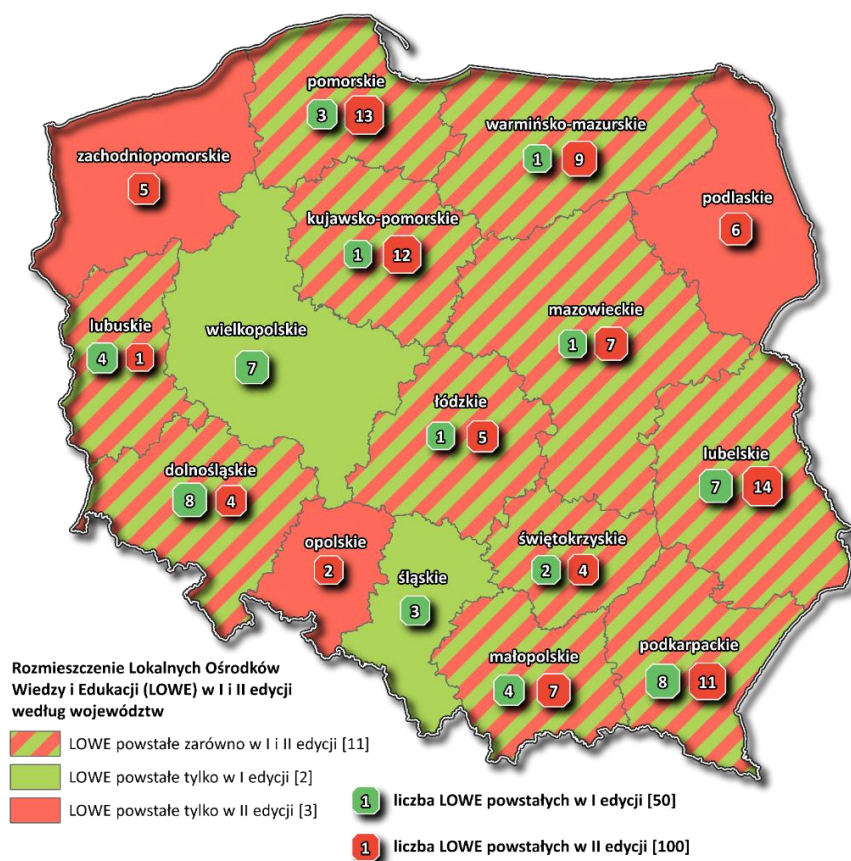 pomorskie
3 13
warmińsko-mazurskie
1 9
zachodniopomorskie
5
podlaskie
6
kujawsko-pomorskie
1 12
mazowieckie
1 7
lubuskie
4 1
wielkopolskie
7
łódzkie
1 5
lubelskie
7 14
dolnośląskie
8 4
opolskie
2
śląskie
3
świętokrzyskie
2 4
małopolskie
4 7
podkarpackie
8 11
Rozmieszczenie Lokalnych Ośrodków
Wiedzy i Edukacji (LOWE) w I i II edycji
według województw
LOWE powstałe zarówno w I i II edycji [11]
LOWE powstałe tylko w I edycji [2]
LOWE powstałe tylko w II edycji [3]
1 liczba LOWE powstałych w I edycji [50]
1 liczba LOWE powstałych w II edycji [100]